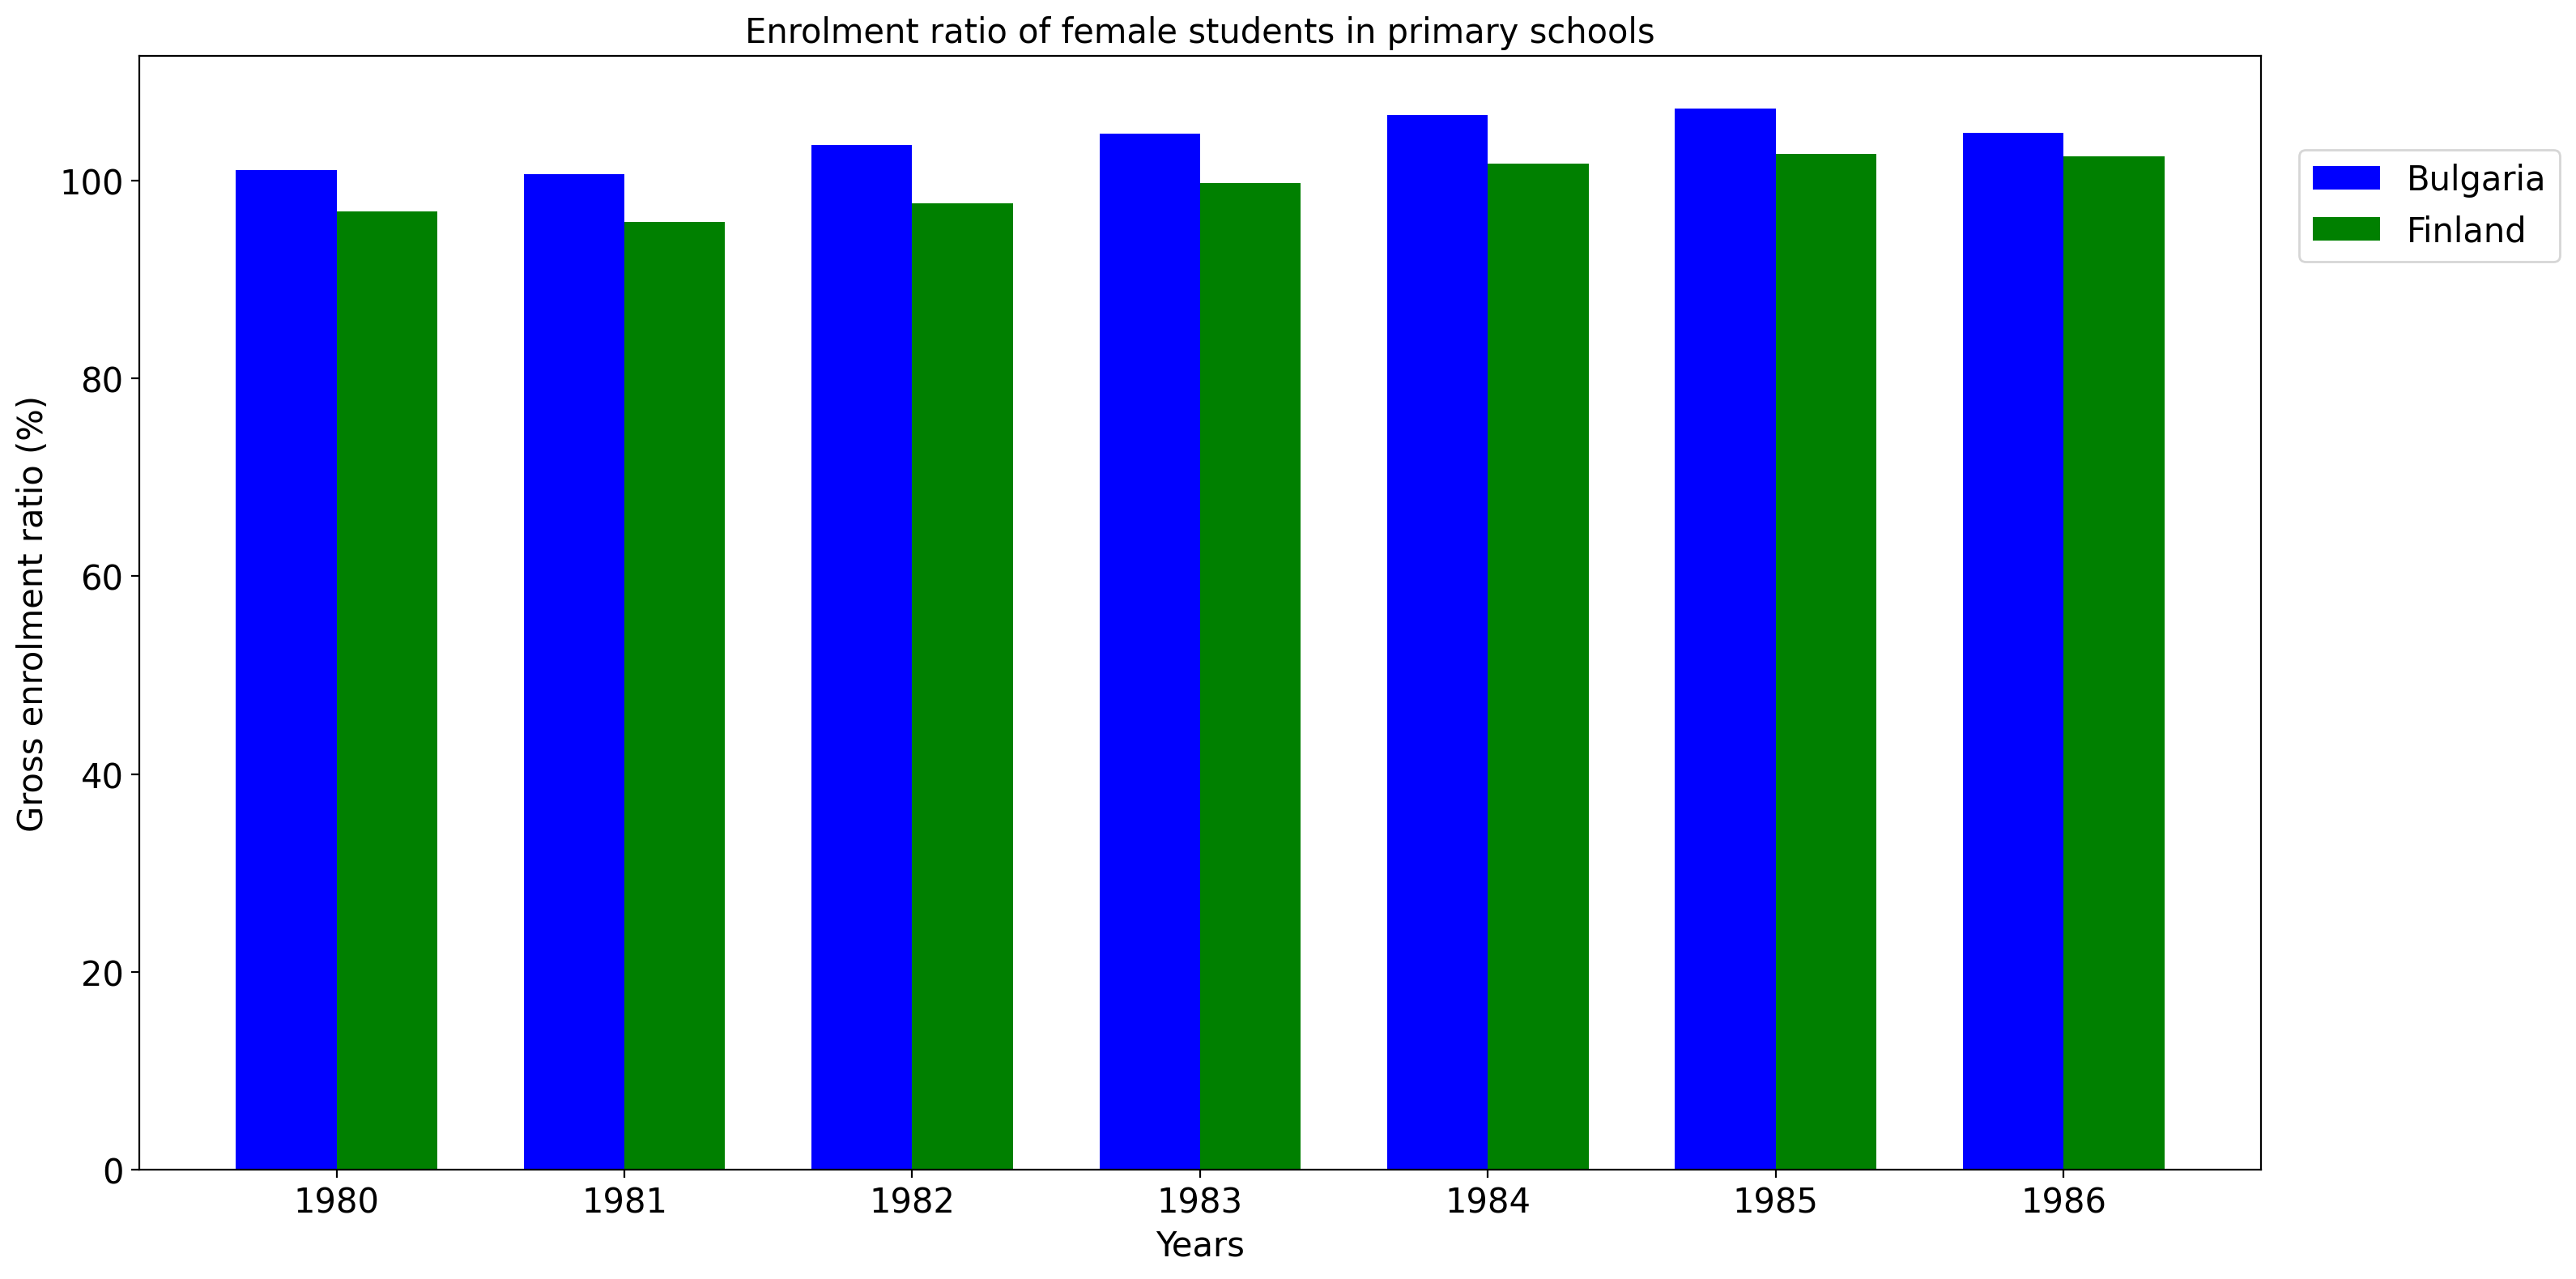 Enrolment ratio of female students in primary schools
Gross enrolment ratio (%)
100
80
60
40
20
0
1980 1981 1982 1983 1984 1985 1986
Years
Bulgaria
Finland